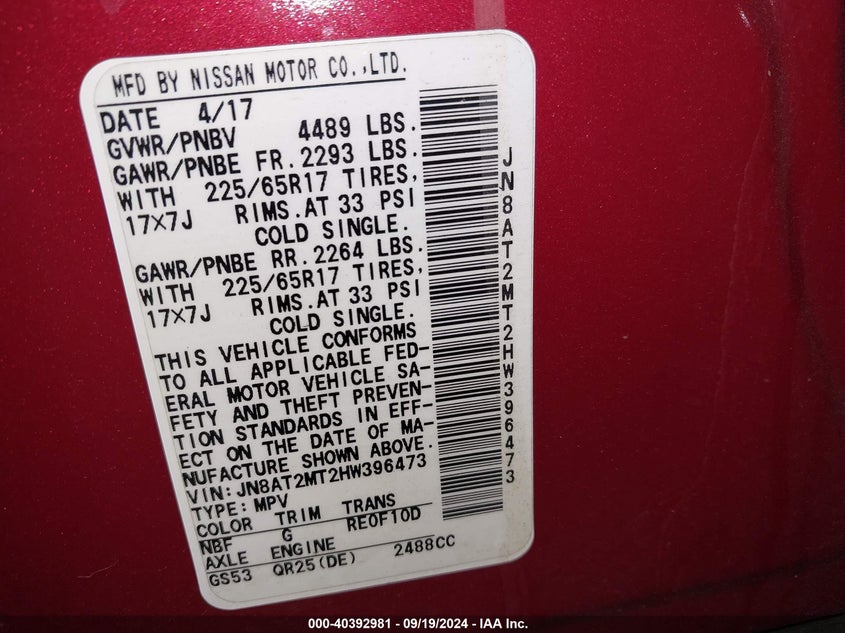 MFD BY NISSAN MOTOR CO.,LTD.
DATE 4/17
GVWR/PNBV 4489 LBS.
GAWR/PNBE FR.2293 LBS.
WITH 225/65R17 TIRES,
17X7J RIMS.AT 33 PSI
COLD SINGLE.
GAWR/PNBE RR.2264 LBS.
WITH 225/65R17 TIRES,
17X7J RIMS.AT 33 PSI
COLD SINGLE.
THIS VEHICLE CONFORMS
TO ALL APPLICABLE FED-
ERAL MOTOR VEHICLE SA-
FETY AND THEFT PREVEN-
TION STANDARDS IN EFF-
ECT ON THE DATE OF MA-
NUFACTURE SHOWN ABOVE.
VIN:JN8AT2MT2HW396473
TYPE:MPV
COLOR TRIM TRANS
NBF G RE0F10D
AXLE ENGINE
GS53 QR25(DE) 2488CC
JN8AT2MT2HW396473
000-40392981 - 09/19/2024 - IAA Inc.